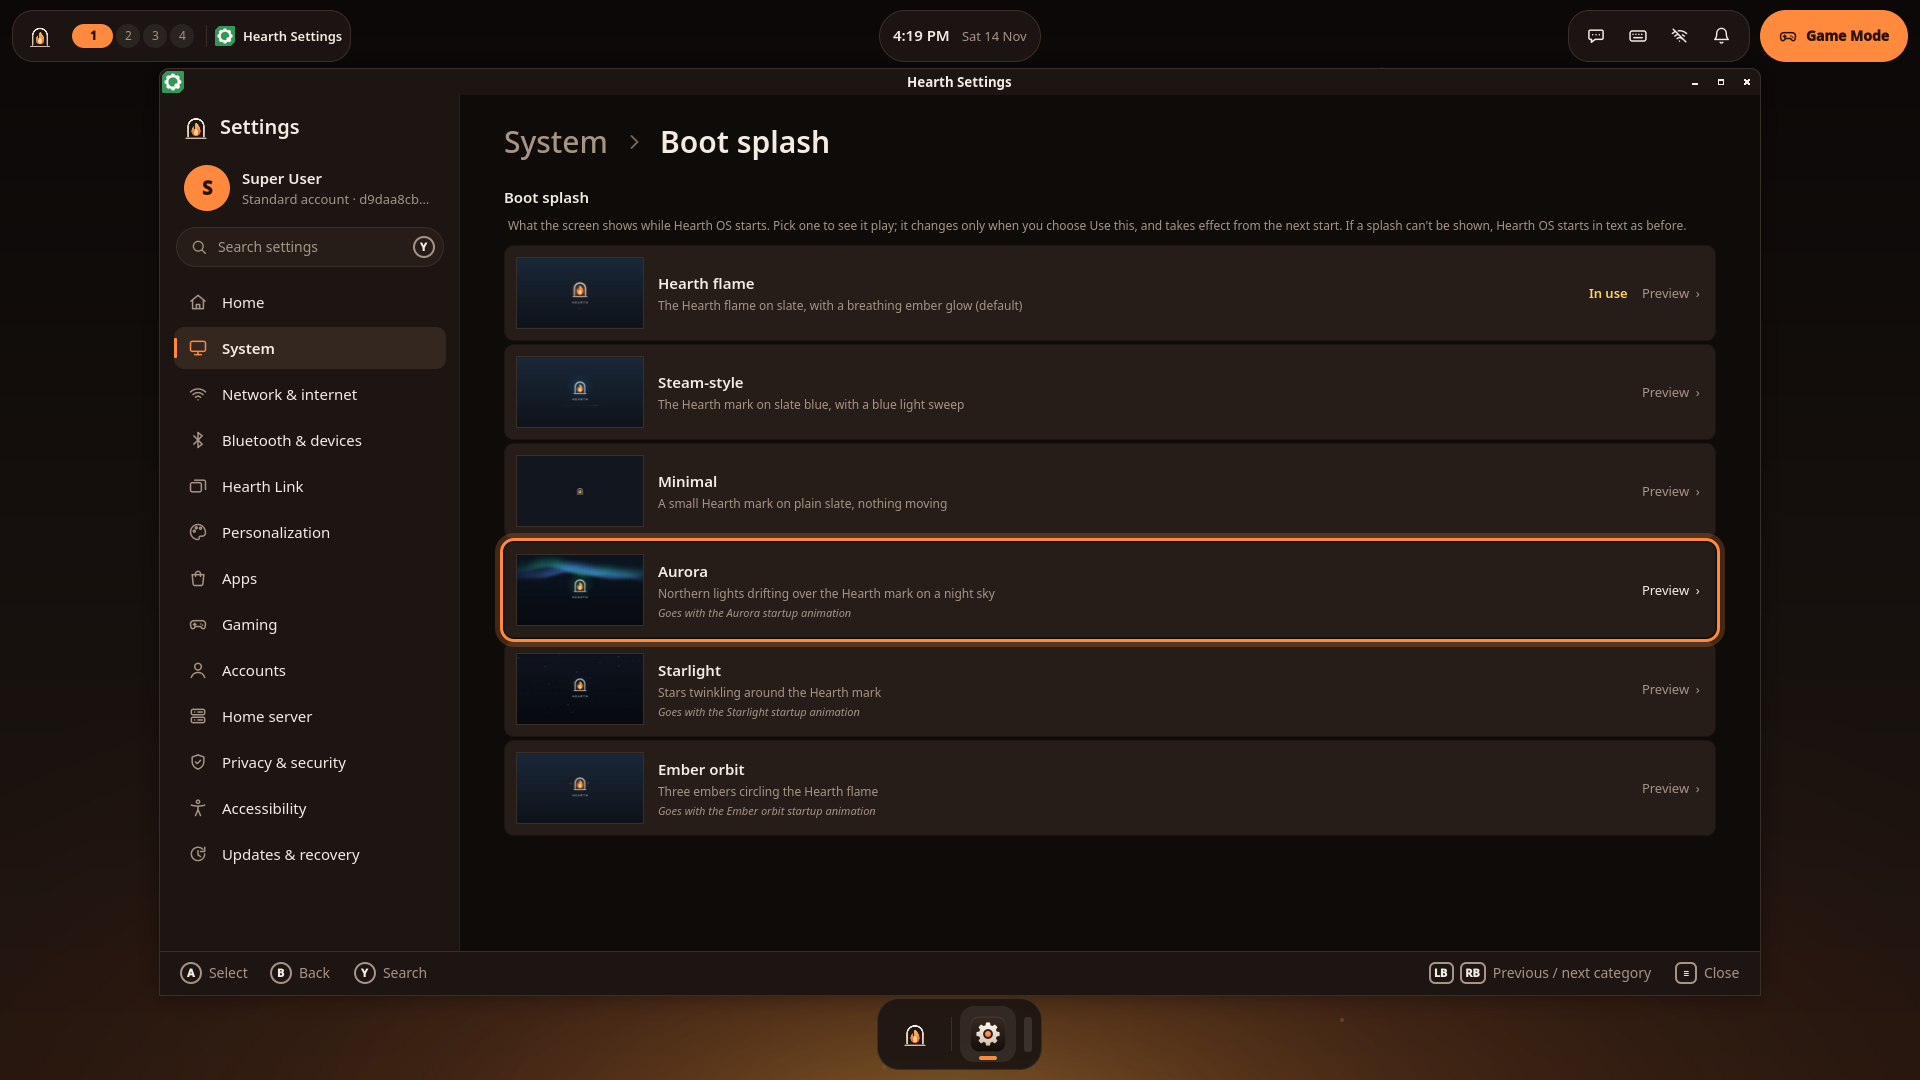 1 2 3 4 Hearth Settings
4:19 PM Sat 14 Nov
Game Mode
Hearth Settings
Settings
S
Super User
Standard account · d9daa8cb...
Search settings Y
Home
System
Network & internet
Bluetooth & devices
Hearth Link
Personalization
Apps
Gaming
Accounts
Home server
Privacy & security
Accessibility
Updates & recovery
System > Boot splash
Boot splash
What the screen shows while Hearth OS starts. Pick one to see it play; it changes only when you choose Use this, and takes effect from the next start. If a splash can't be shown, Hearth OS starts in text as before.
Hearth flame
The Hearth flame on slate, with a breathing ember glow (default)
In use Preview ›
Steam-style
The Hearth mark on slate blue, with a blue light sweep
Preview ›
Minimal
A small Hearth mark on plain slate, nothing moving
Preview ›
Aurora
Northern lights drifting over the Hearth mark on a night sky
Goes with the Aurora startup animation
Preview ›
Starlight
Stars twinkling around the Hearth mark
Goes with the Starlight startup animation
Preview ›
Ember orbit
Three embers circling the Hearth flame
Goes with the Ember orbit startup animation
Preview ›
A Select B Back Y Search
LB RB Previous / next category ≡ Close